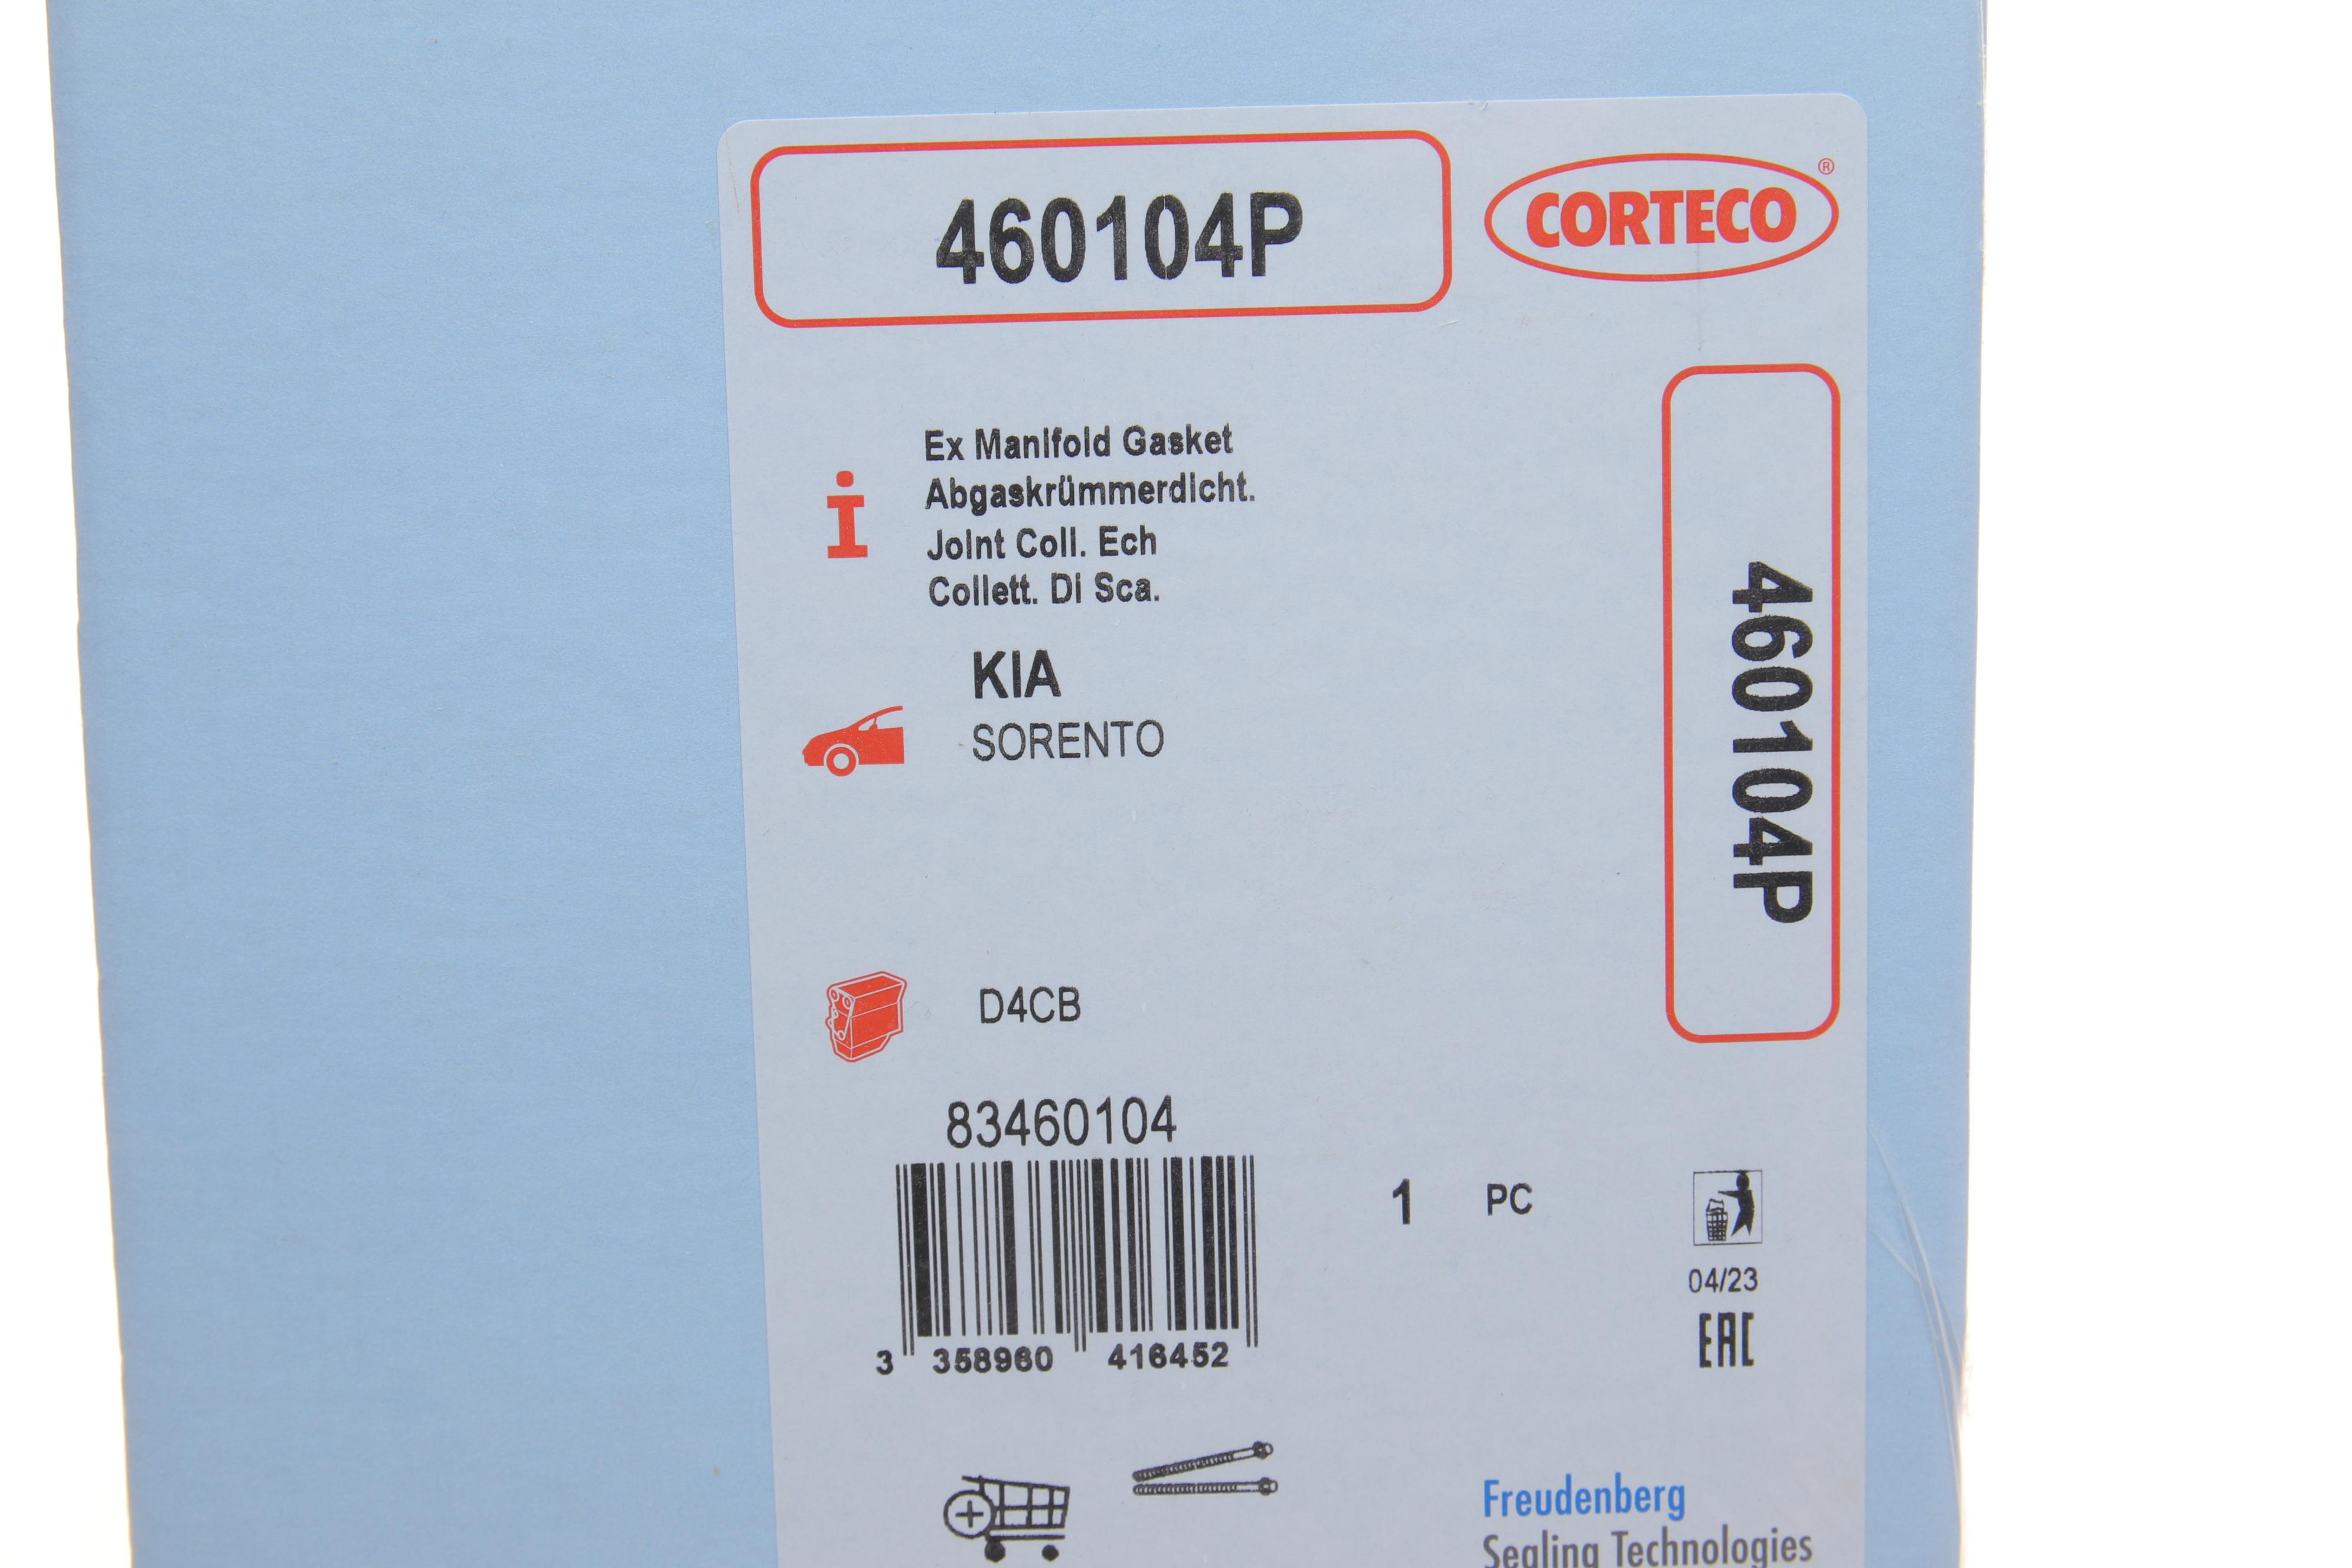 460104P
CORTECO®
Ex Manifold Gasket
Abgaskrümmerdicht.
Joint Coll. Ech
Collett. Di Sca.
KIA
SORENTO
460104P
D4CB
83460104
3 358960 416452
1 PC
04/23
EAC
Freudenberg
Sealing Technologies